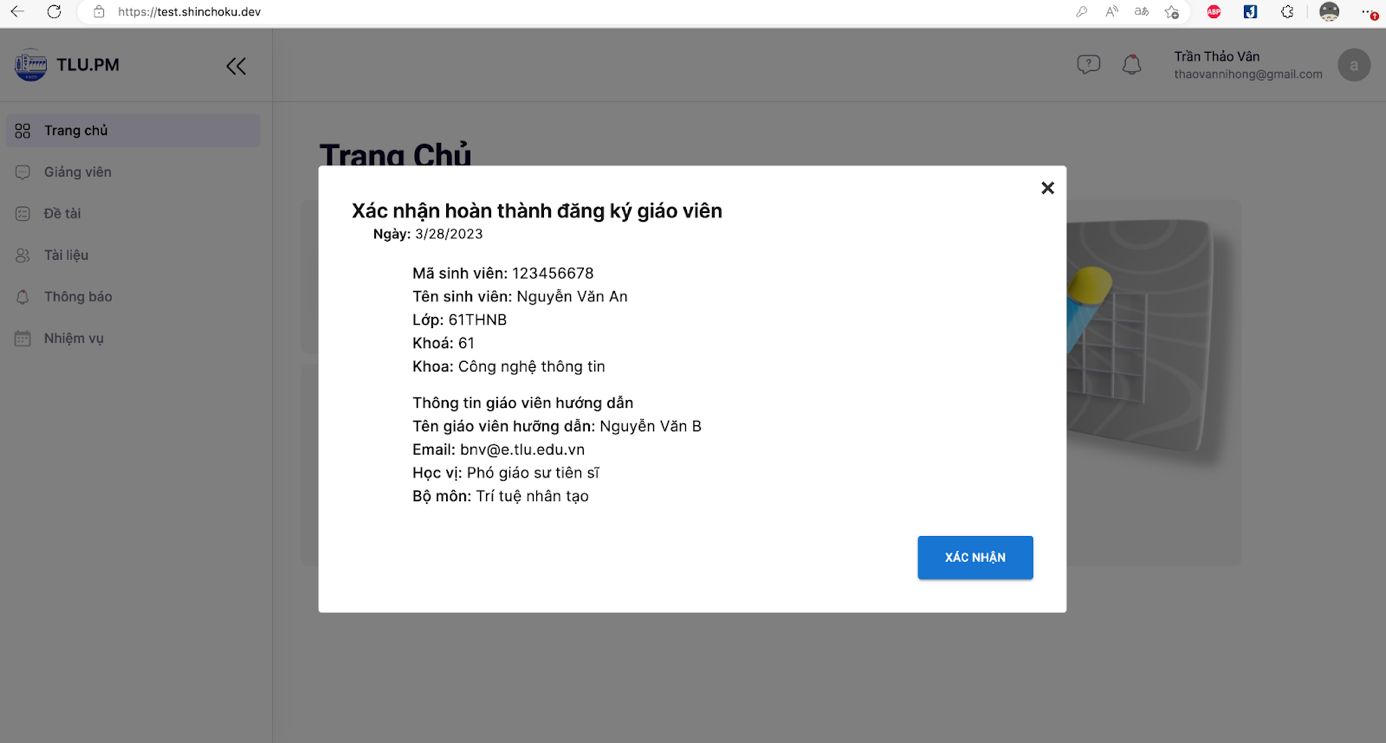 https://test.shinchoku.dev
TLU.PM
Trần Thảo Vân
thaovannihong@gmail.com
a
Trang chủ
Giảng viên
Đề tài
Tài liệu
Thông báo
Nhiệm vụ
Trang Chủ
Xác nhận hoàn thành đăng ký giáo viên
Ngày: 3/28/2023
Mã sinh viên: 123456678
Tên sinh viên: Nguyễn Văn An
Lớp: 61THNB
Khoá: 61
Khoa: Công nghệ thông tin
Thông tin giáo viên hướng dẫn
Tên giáo viên hưỡng dẫn: Nguyễn Văn B
Email: bnv@e.tlu.edu.vn
Học vị: Phó giáo sư tiên sĩ
Bộ môn: Trí tuệ nhân tạo
XÁC NHẬN